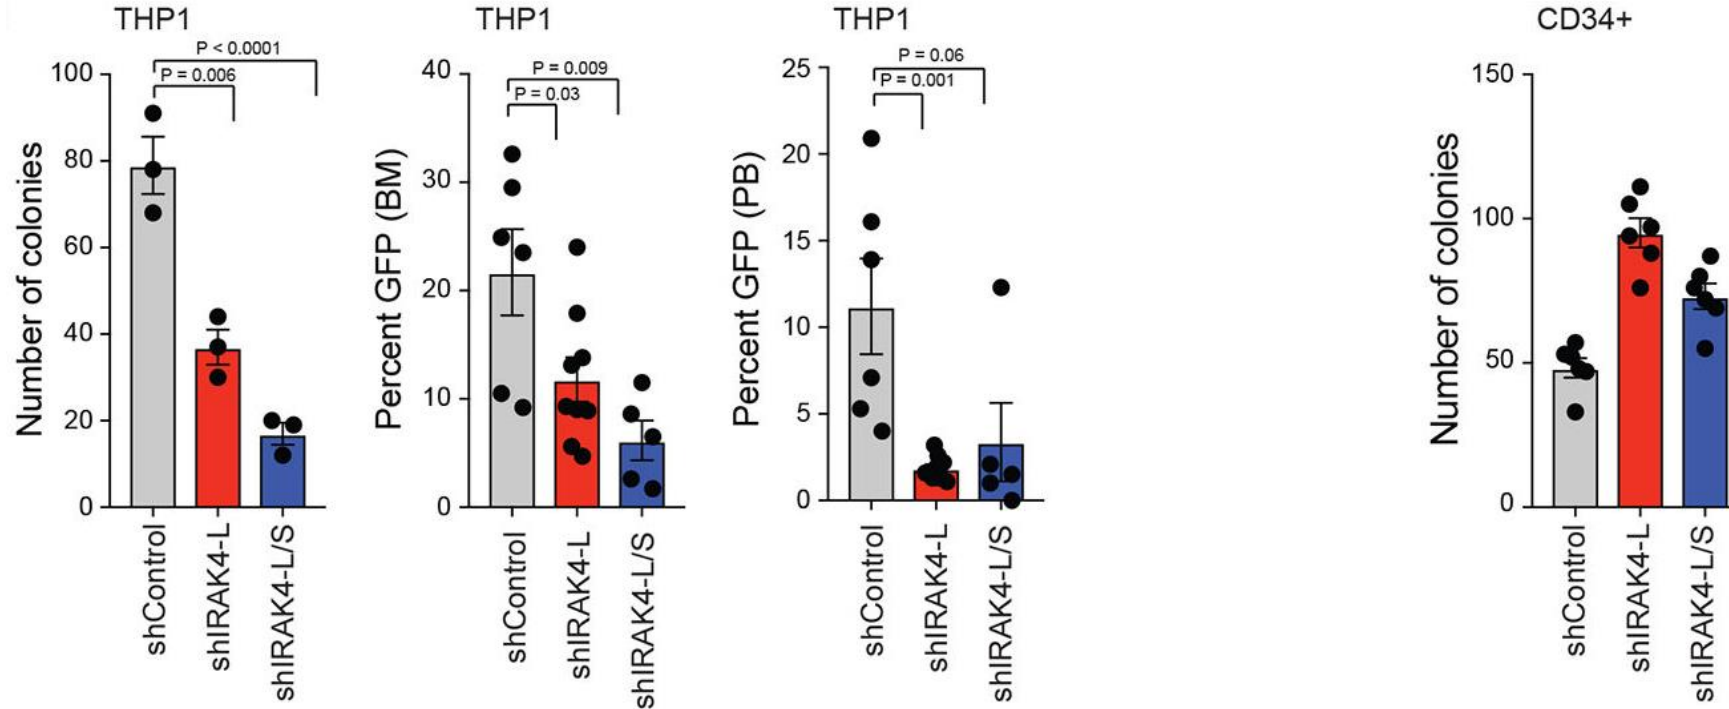 THP1
P < 0.0001
P = 0.006
Number of colonies
100
80
60
40
20
0
shControl
shIRAK4-L
shIRAK4-L/S
THP1
P = 0.009
P = 0.03
Percent GFP (BM)
40
30
20
10
0
shControl
shIRAK4-L
shIRAK4-L/S
THP1
P = 0.06
P = 0.001
Percent GFP (PB)
25
20
15
10
5
0
shControl
shIRAK4-L
shIRAK4-L/S
CD34+
Number of colonies
150
100
50
0
shControl
shIRAK4-L
shIRAK4-L/S